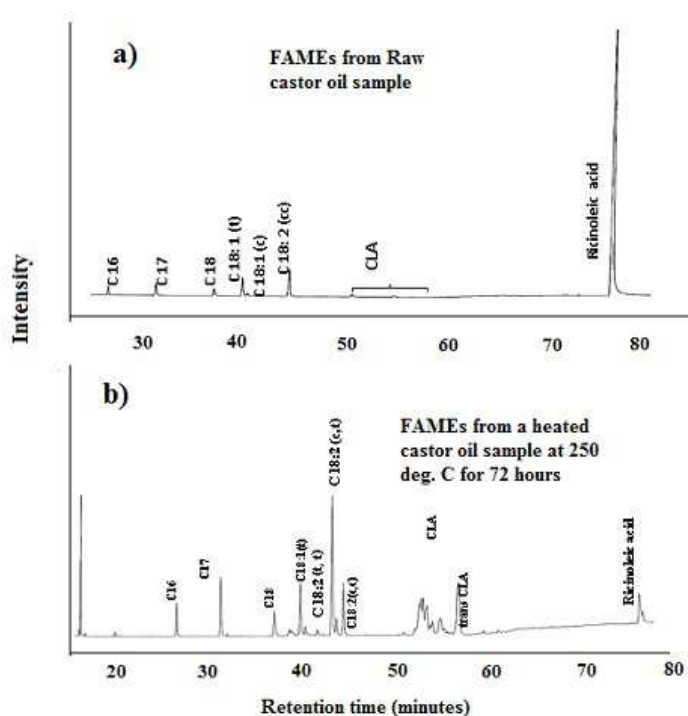 a)
FAMEs from Raw
castor oil sample
Intensity
C16
C17
C18
C18: 1 (t)
C18:1 (c)
C18: 2 (cc)
CLA
Ricinoleic acid
30 40 50 60 70 80
b)
FAMEs from a heated
castor oil sample at 250
deg. C for 72 hours
C16
C17
C18
C18:1(t)
C18:2 (t, t)
C18:2 (c,t)
C18:2(c,c)
CLA
trans CLA
Ricinoleic acid
20 30 40 50 60 70 80
Retention time (minutes)